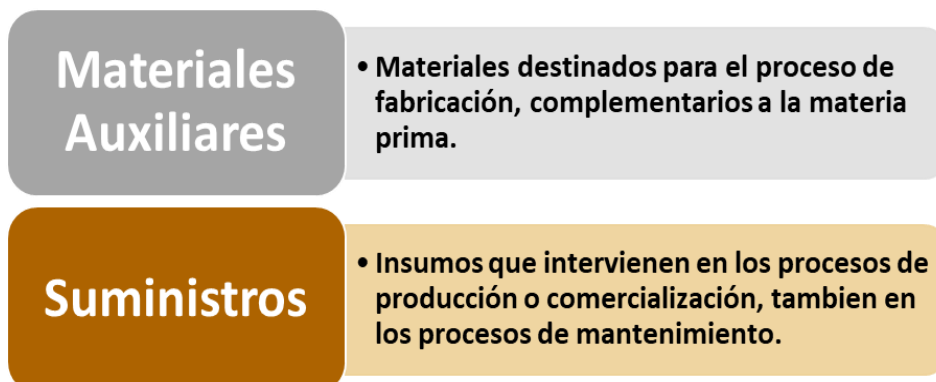 Materiales
Auxiliares
• Materiales destinados para el proceso de
fabricación, complementarios a la materia
prima.
Suministros
• Insumos que intervienen en los procesos de
producción o comercialización, tambien en
los procesos de mantenimiento.